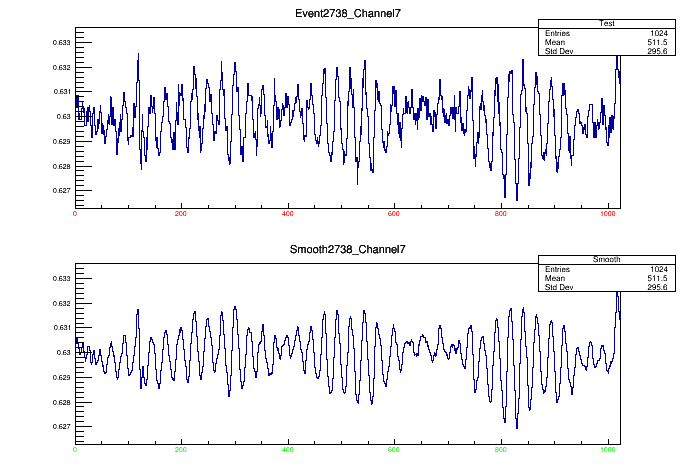 Event2738_Channel7
Test
Entries 1024
Mean 511.5
Std Dev 295.6
0.633
0.632
0.631
0.63
0.629
0.628
0.627
0 200 400 600 800 1000
Smooth2738_Channel7
Smooth
Entries 1024
Mean 511.5
Std Dev 295.6
0.633
0.632
0.631
0.63
0.629
0.628
0.627
0 200 400 600 800 1000